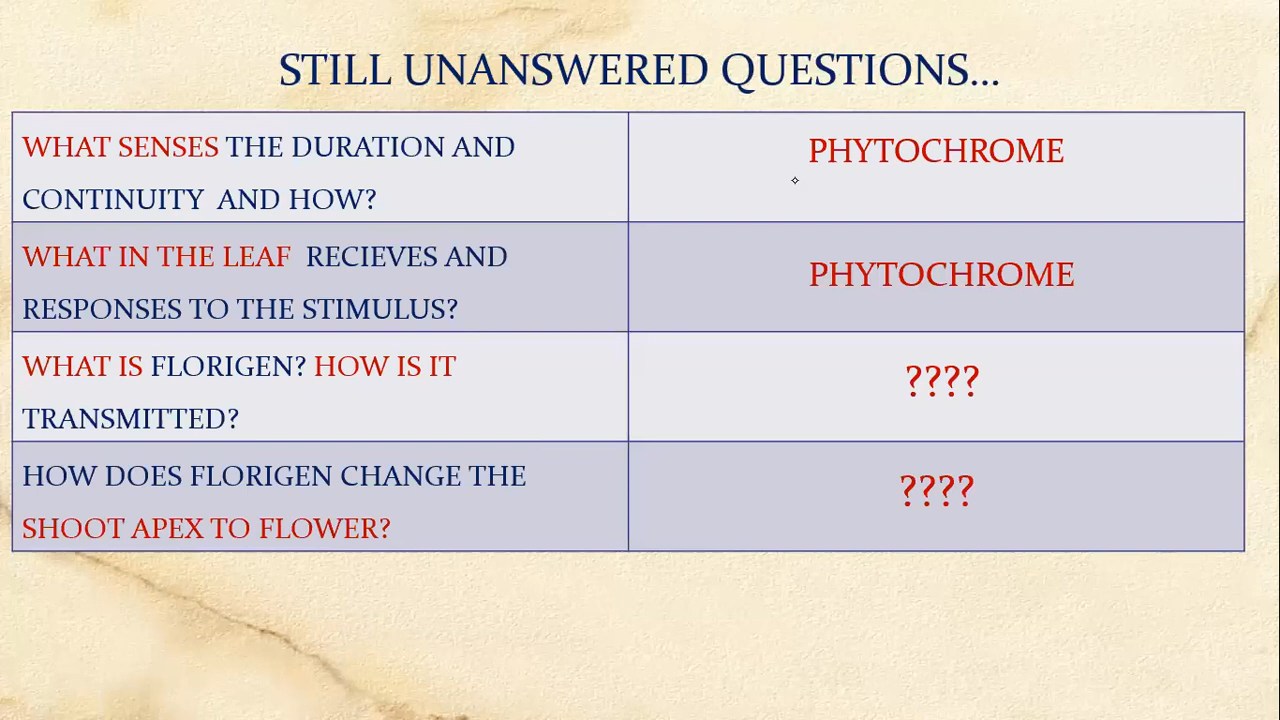 STILL UNANSWERED QUESTIONS...
WHAT SENSES THE DURATION AND
CONTINUITY AND HOW?
PHYTOCHROME
WHAT IN THE LEAF RECIEVES AND
RESPONSES TO THE STIMULUS?
PHYTOCHROME
WHAT IS FLORIGEN? HOW IS IT
TRANSMITTED?
????
HOW DOES FLORIGEN CHANGE THE
SHOOT APEX TO FLOWER?
????